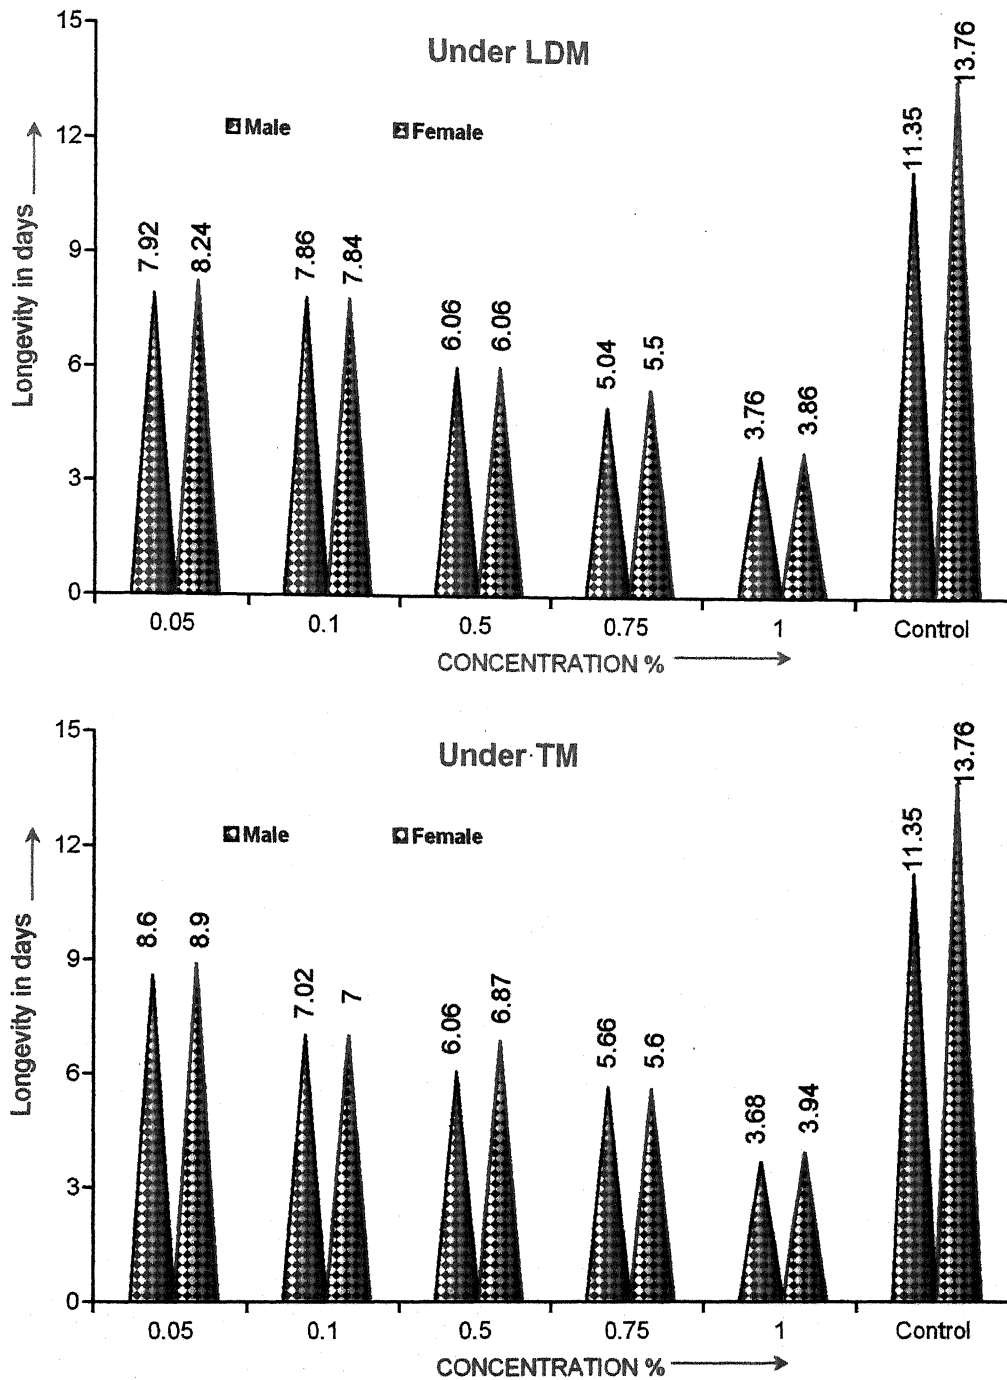 Under LDM
Male Female
Longevity in days
15
12
9
6
3
0
7.92 8.24 7.86 7.84 6.06 6.06 5.04 5.5 3.76 3.86 11.35 13.76
0.05 0.1 0.5 0.75 1 Control
CONCENTRATION %
Under TM
Male Female
Longevity in days
15
12
9
6
3
0
8.6 8.9 7.02 7 6.06 6.87 5.66 5.6 3.68 3.94 11.35 13.76
0.05 0.1 0.5 0.75 1 Control
CONCENTRATION %